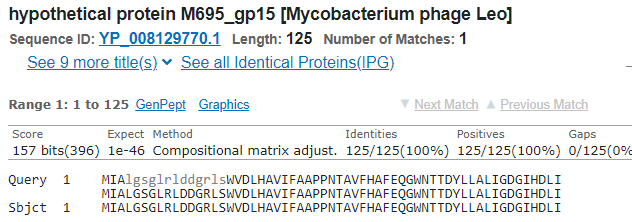 hypothetical protein M695_gp15 [Mycobacterium phage Leo]
Sequence ID: YP_008129770.1 Length: 125 Number of Matches: 1
See 9 more title(s) See all Identical Proteins(IPG)
Range 1: 1 to 125 GenPept Graphics ▼ Next Match ▲ Previous Match
Score Expect Method Identities Positives Gaps
157 bits(396) 1e-46 Compositional matrix adjust. 125/125(100%) 125/125(100%) 0/125(0%
Query 1 MIAlgsglrlddgrlsWVDLHAVIFAAPPNTAVFHAFEQGWNTTDYLLALIGDGIHDLI
MIALGSGLRLDDGRLSWVDLHAVIFAAPPNTAVFHAFEQGWNTTDYLLALIGDGIHDLI
Sbjct 1 MIALGSGLRLDDGRLSWVDLHAVIFAAPPNTAVFHAFEQGWNTTDYLLALIGDGIHDLI